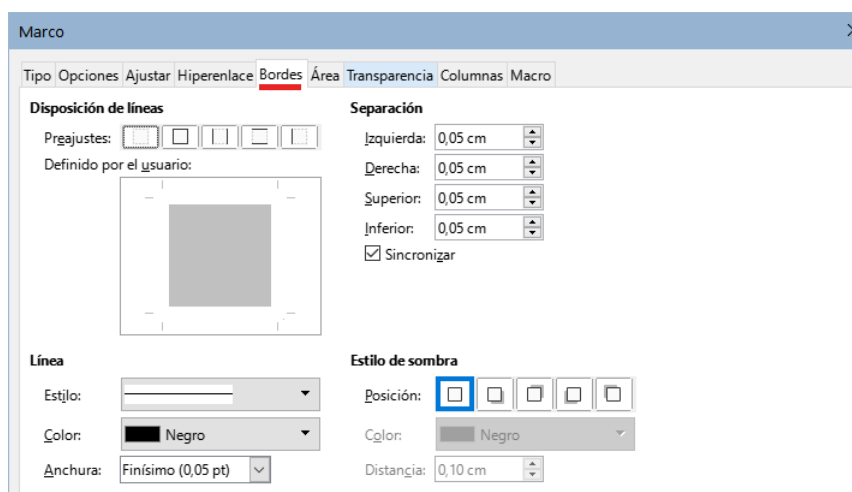 Marco
Tipo Opciones Ajustar Hiperenlace Bordes Área Transparencia Columnas Macro
Disposición de líneas
Preajustes:
Definido por el usuario:
Separación
Izquierda: 0,05 cm
Derecha: 0,05 cm
Superior: 0,05 cm
Inferior: 0,05 cm
Sincronizar
Línea
Estilo:
Color: Negro
Anchura: Finísimo (0,05 pt)
Estilo de sombra
Posición:
Color: Negro
Distancia: 0,10 cm